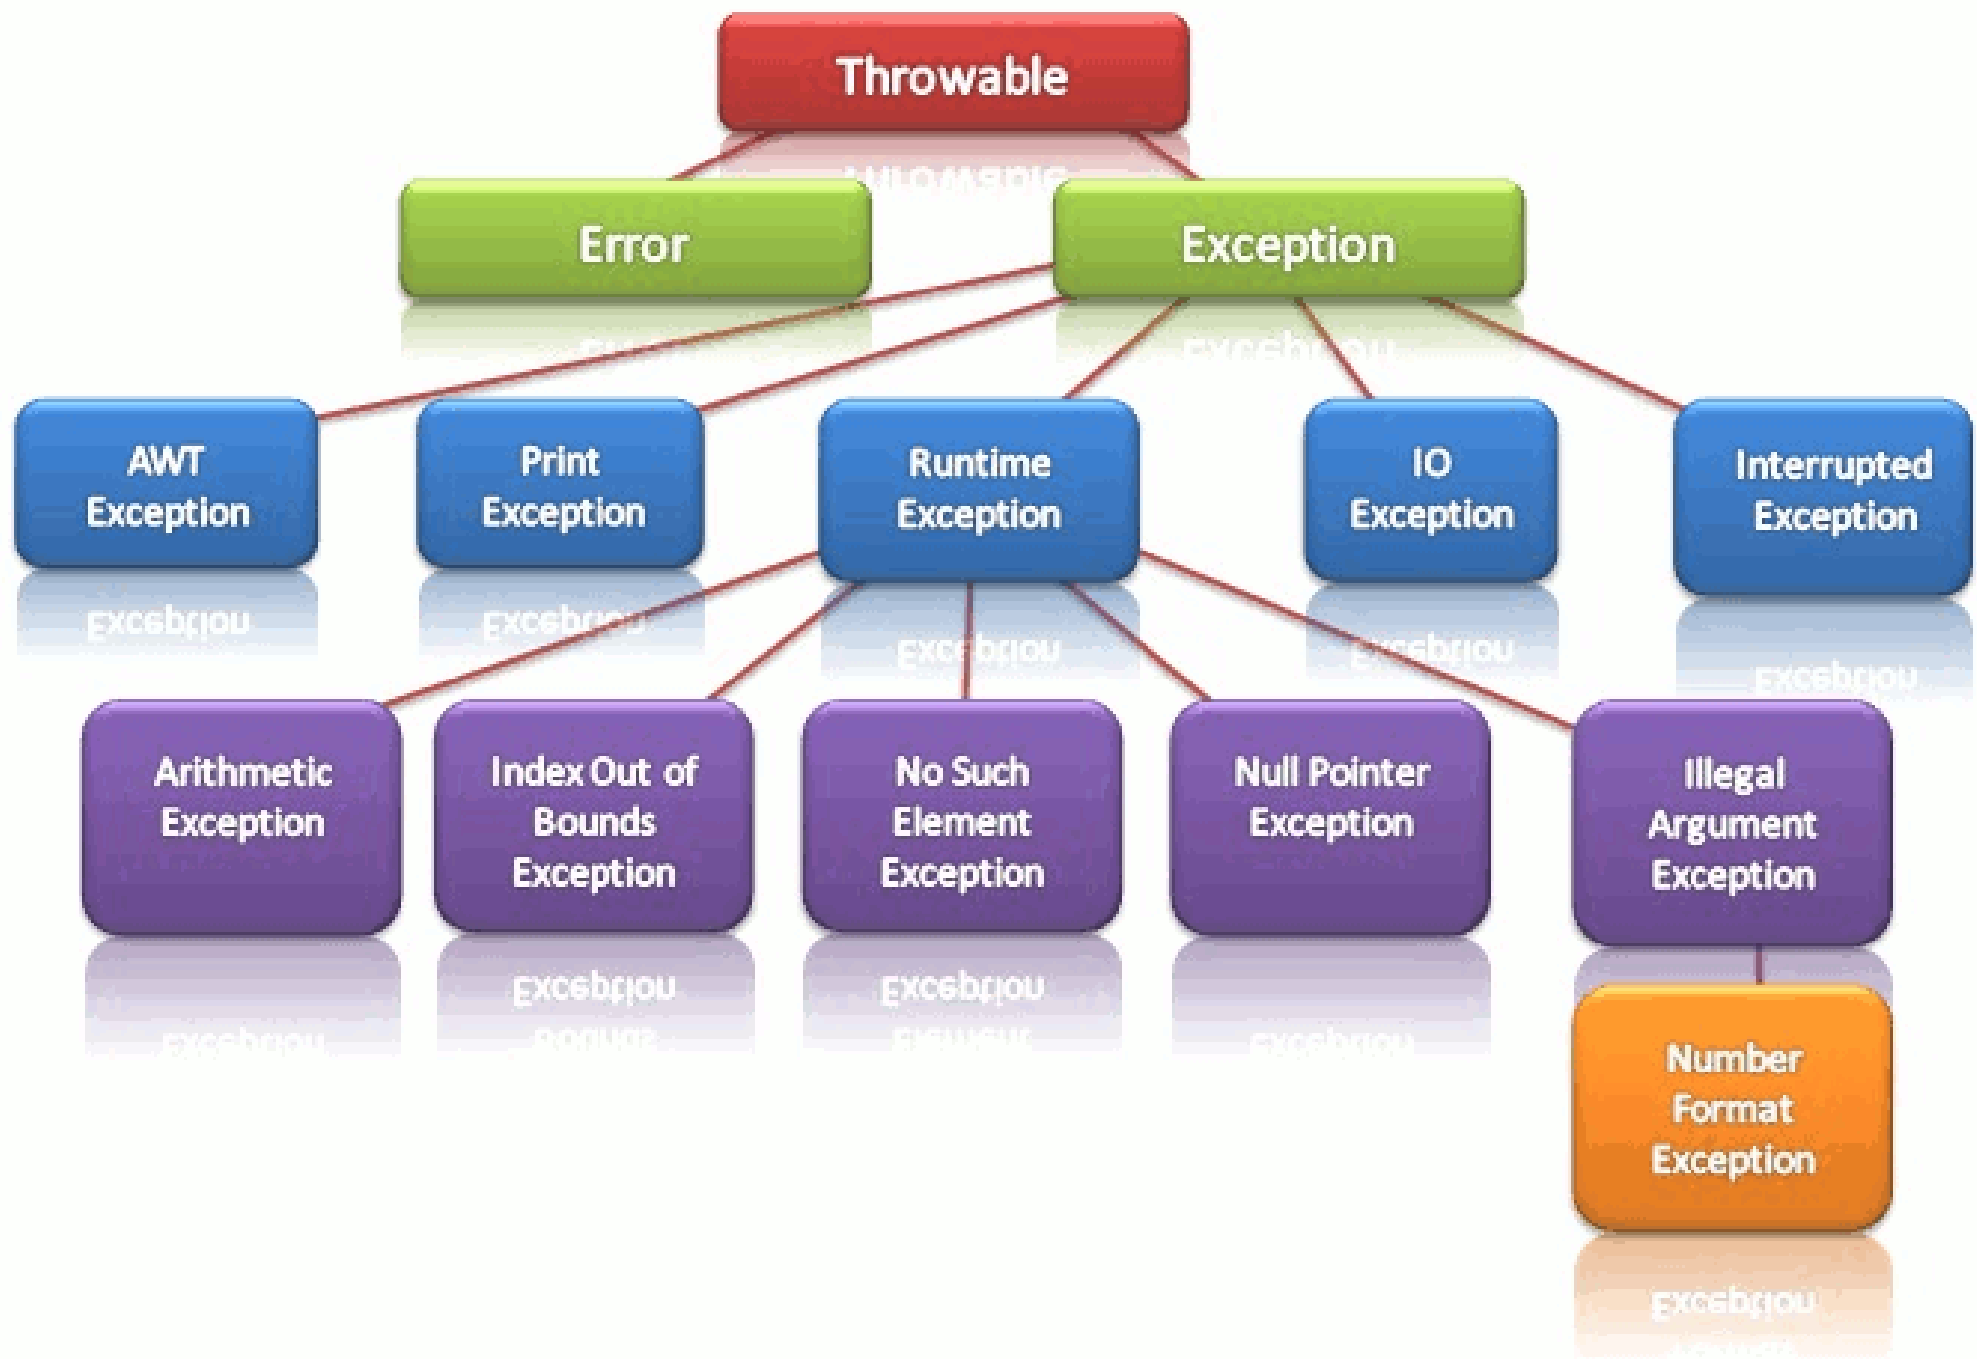 Throwable
Error
Exception
AWT
Exception
Print
Exception
Runtime
Exception
IO
Exception
Interrupted
Exception
Arithmetic
Exception
Index Out of
Bounds
Exception
No Such
Element
Exception
Null Pointer
Exception
Illegal
Argument
Exception
Number
Format
Exception